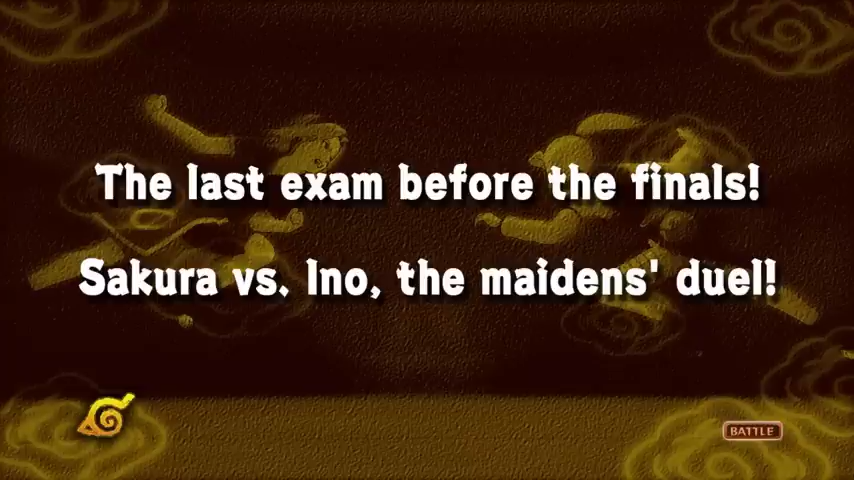 The last exam before the finals!
Sakura vs. Ino, the maidens' duel!
BATTLE